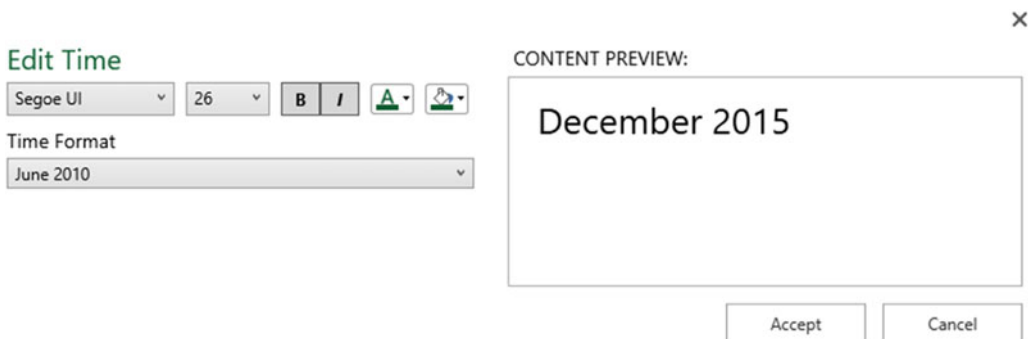 Edit Time
Segoe UI
26
B I A
Time Format
June 2010
CONTENT PREVIEW:
December 2015
Accept
Cancel